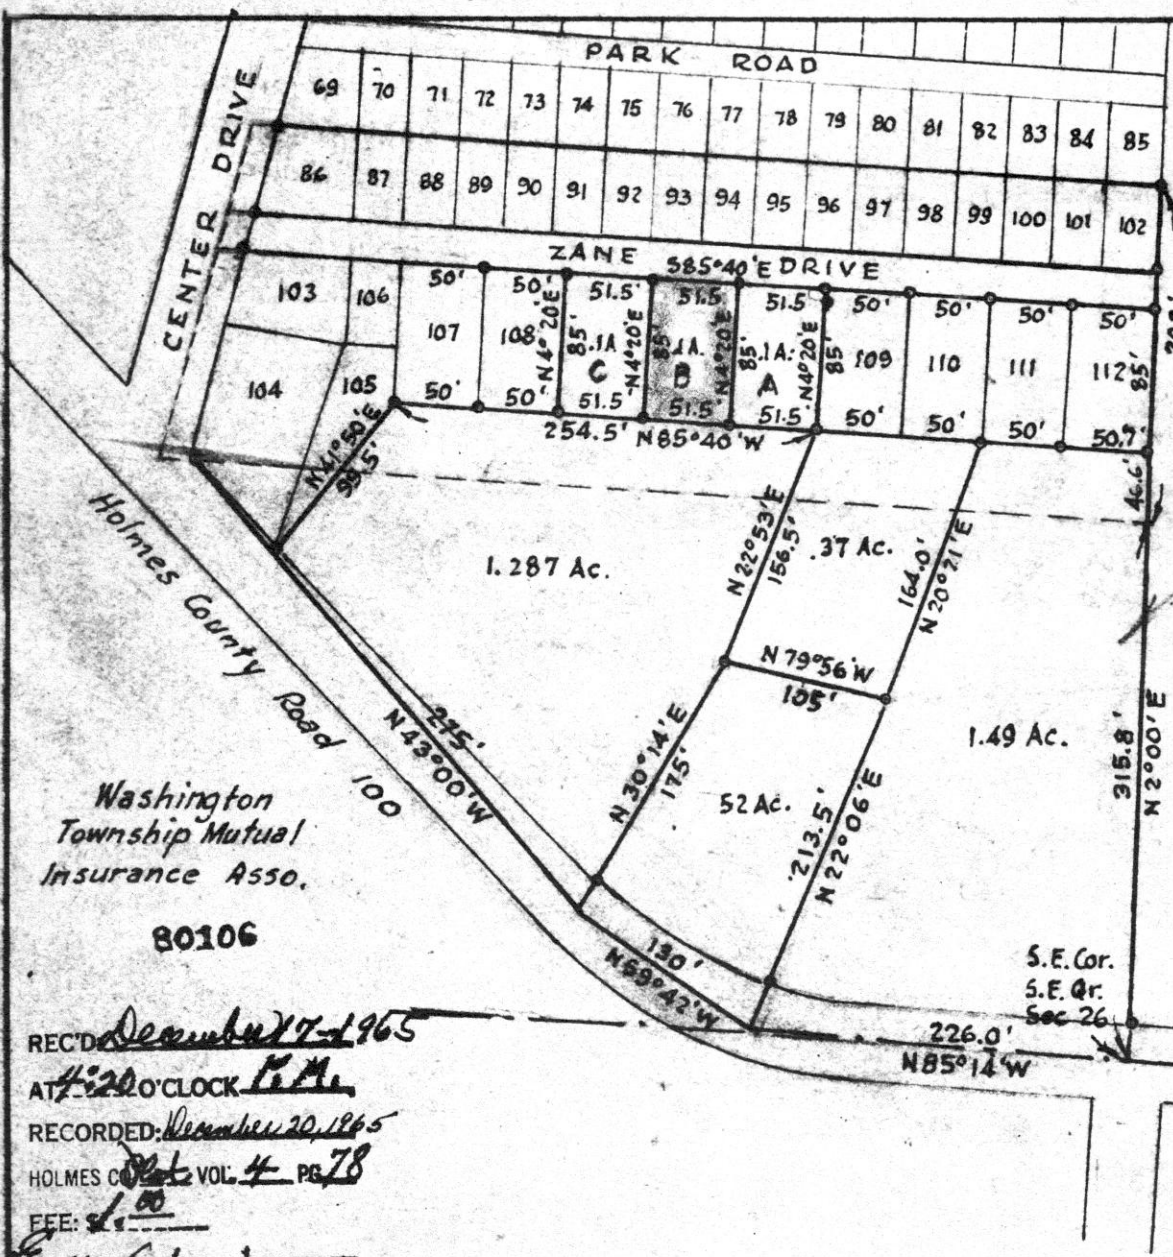 PARK ROAD
69 70 71 72 73 74 75 76 77 78 79 80 81 82 83 84 85
CENTER DRIVE
86 87 88 89 90 91 92 93 94 95 96 97 98 99 100 101 102
ZANE S85°40'E DRIVE
103 106 50' 50' 51.5' 51.5 51.5 50' 50' 50' 50'
107 108 N4°20'E 85' .1A N4°20'E 85' .1A. N4°20'E 85' .1A. N4°20'E 85' 109 110 111 112 85'
C B A
104 105 50' 50' 51.5' 51.5' 51.5' 50' 50' 50' 50.7'
254.5' N85°40'W
N41°50'E
99.5'
46.6'
Holmes County Road 100
1.287 Ac.
N22°53'E
156.5'
.37 Ac.
164.0'
N20°21'E
N79°56'W
105'
275'
N43°00'W
N30°14'E
175'
52 Ac.
213.5'
N22°06'E
1.49 Ac.
315.8'
N2°00'E
Washington
Township Mutual
Insurance Asso.
80106
130'
N59°42'W
S.E. Cor.
S.E. Qr.
Sec 26
226.0'
N85°14'W
REC'D December 17-1965
AT 4:20 O'CLOCK P.M.
RECORDED: December 20, 1965
HOLMES CO Plat VOL. 4 PG. 78
FEE: $1.00